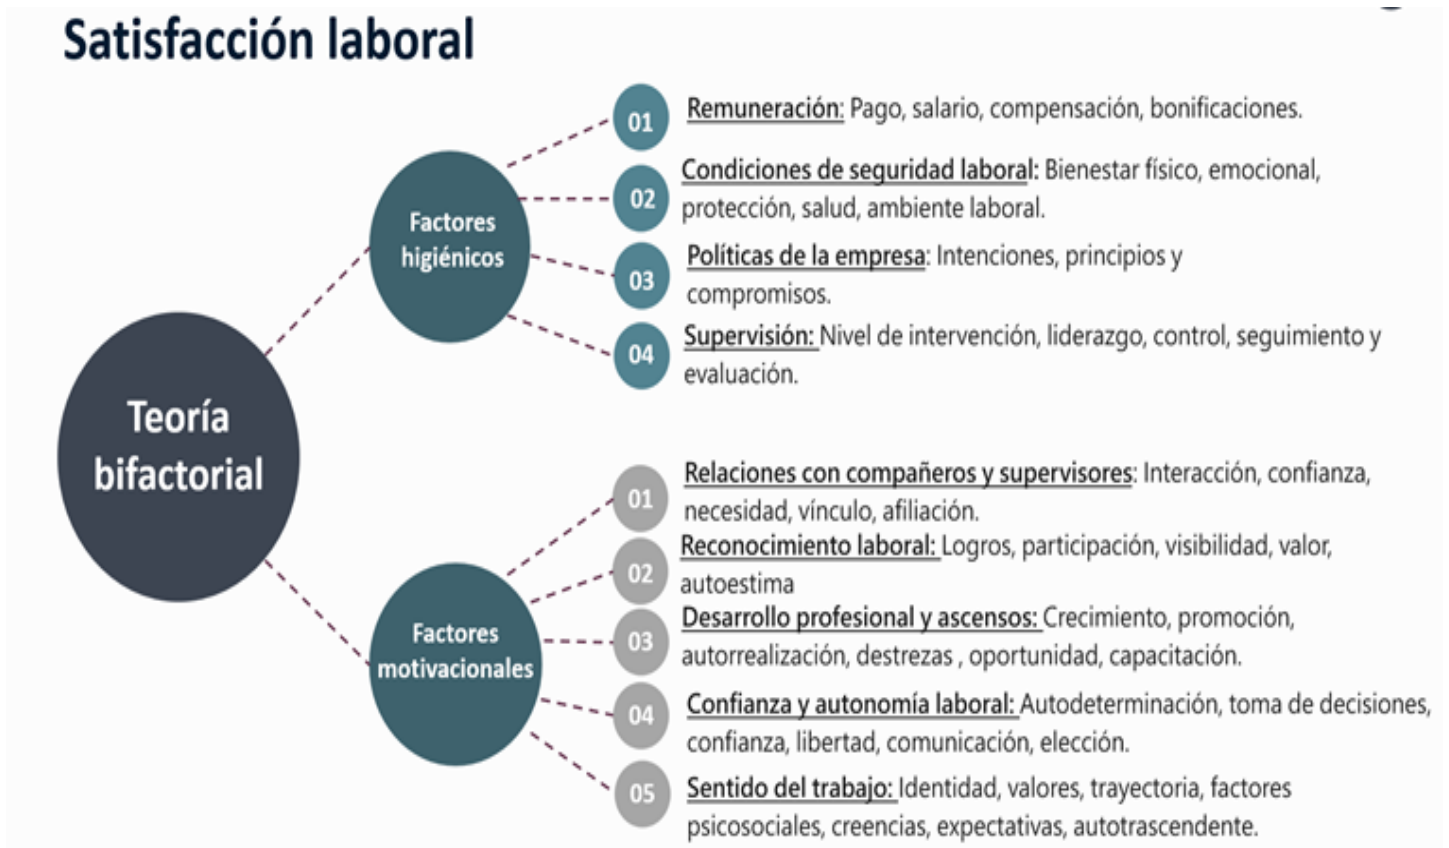 Satisfacción laboral
Teoría
bifactorial
Factores
higiénicos
01
Remuneración: Pago, salario, compensación, bonificaciones.
02
Condiciones de seguridad laboral: Bienestar físico, emocional,
protección, salud, ambiente laboral.
03
Políticas de la empresa: Intenciones, principios y
compromisos.
04
Supervisión: Nivel de intervención, liderazgo, control, seguimiento y
evaluación.
Factores
motivacionales
01
Relaciones con compañeros y supervisores: Interacción, confianza,
necesidad, vínculo, afiliación.
02
Reconocimiento laboral: Logros, participación, visibilidad, valor,
autoestima
03
Desarrollo profesional y ascensos: Crecimiento, promoción,
autorrealización, destrezas , oportunidad, capacitación.
04
Confianza y autonomía laboral: Autodeterminación, toma de decisiones,
confianza, libertad, comunicación, elección.
05
Sentido del trabajo: Identidad, valores, trayectoria, factores
psicosociales, creencias, expectativas, autotrascendente.